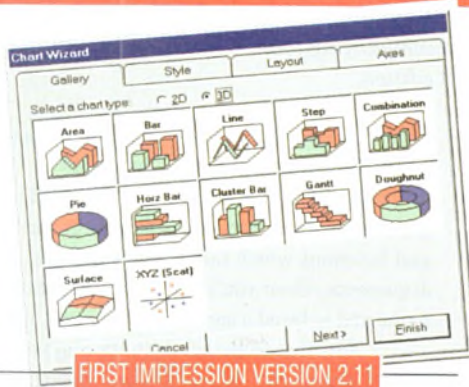 Chart Wizard
Gallery Style Layout Axes
Select a chart type: 2D 3D
Area Bar Line Step Combination
Pie Horz Bar Cluster Bar Gantt Doughnut
Surface XYZ (Scat)
Cancel Next> Finish
FIRST IMPRESSION VERSION 2.11